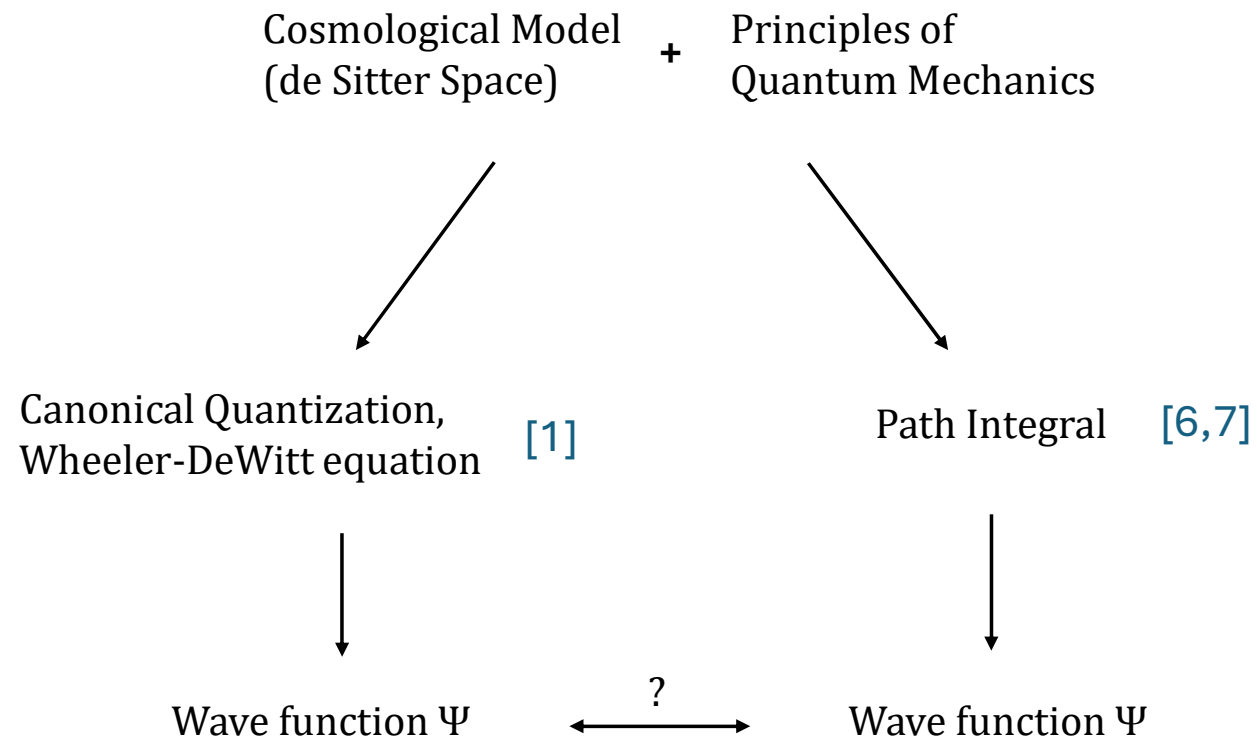 Cosmological Model
(de Sitter Space)
+
Principles of
Quantum Mechanics
Canonical Quantization,
Wheeler-DeWitt equation
[1]
Path Integral
[6,7]
Wave function Ψ
?
Wave function Ψ